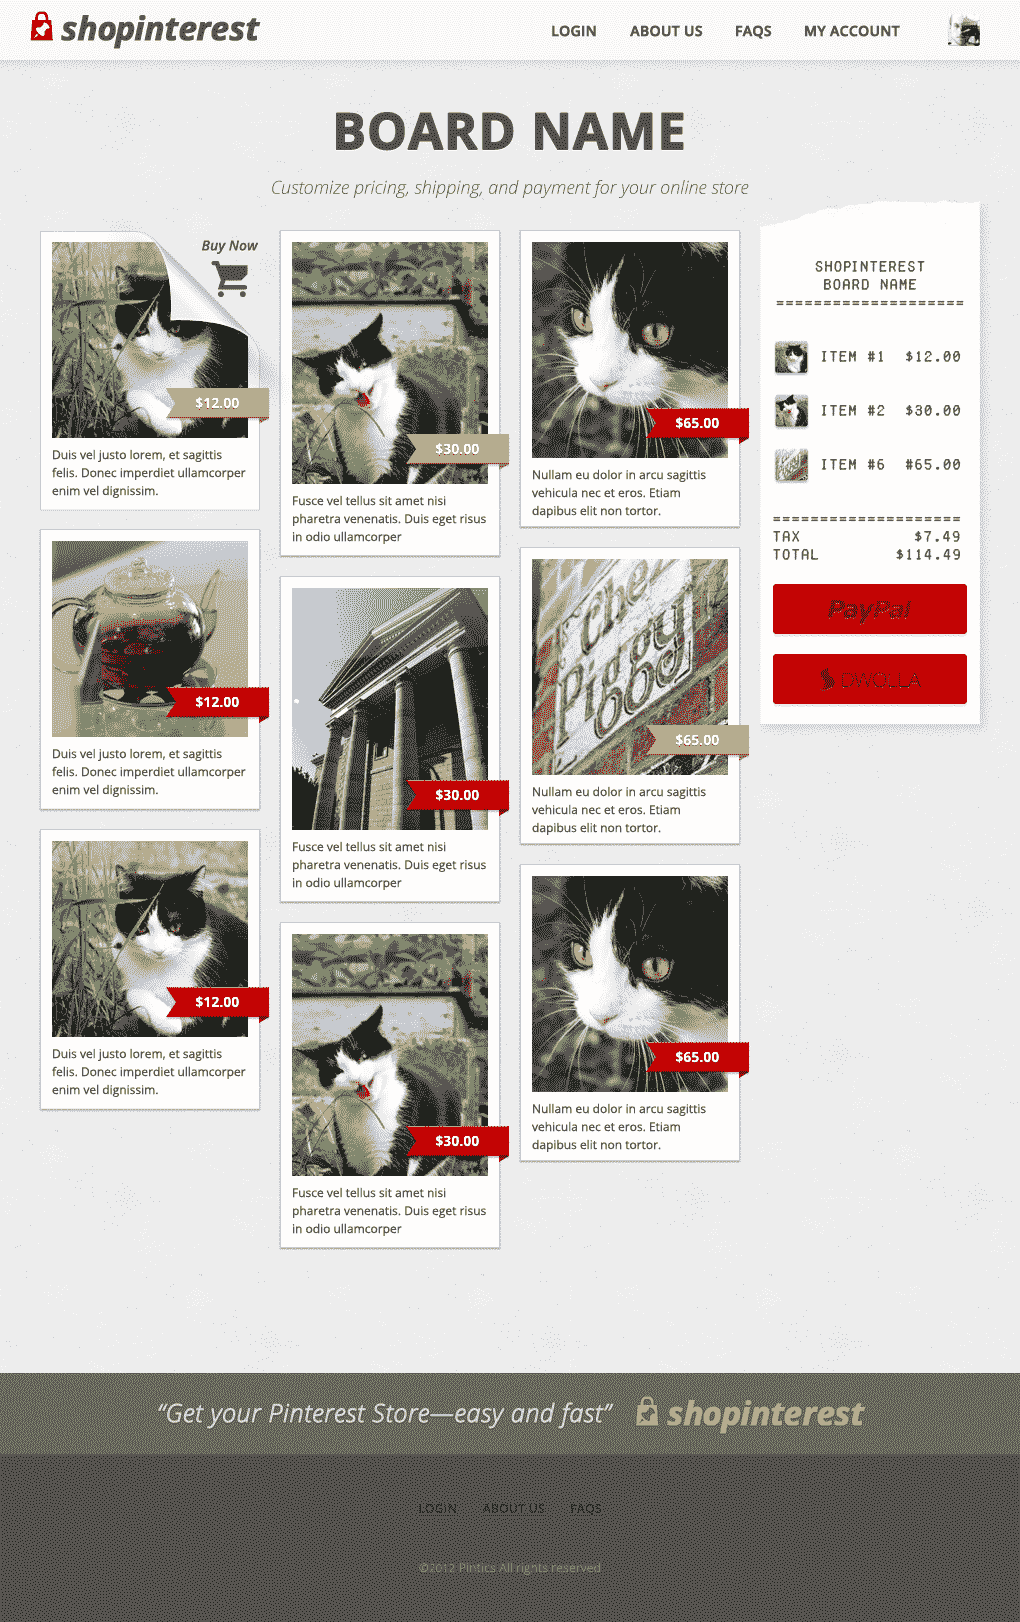 shopinterest
LOGIN ABOUT US FAQS MY ACCOUNT
BOARD NAME
Customize pricing, shipping, and payment for your online store
Buy Now
$12.00
Duis vel justo lorem, et sagittis
felis. Donec imperdiet ullamcorper
enim vel dignissim.
$12.00
Duis vel justo lorem, et sagittis
felis. Donec imperdiet ullamcorper
enim vel dignissim.
$12.00
Duis vel justo lorem, et sagittis
felis. Donec imperdiet ullamcorper
enim vel dignissim.
$30.00
Fusce vel tellus sit amet nisi
pharetra venenatis. Duis eget risus
in odio ullamcorper
$30.00
Fusce vel tellus sit amet nisi
pharetra venenatis. Duis eget risus
in odio ullamcorper
$30.00
Fusce vel tellus sit amet nisi
pharetra venenatis. Duis eget risus
in odio ullamcorper
$65.00
Nullam eu dolor in arcu sagittis
vehicula nec et eros. Etiam
dapibus elit non tortor.
The
Pig by
$65.00
Nullam eu dolor in arcu sagittis
vehicula nec et eros. Etiam
dapibus elit non tortor.
$65.00
Nullam eu dolor in arcu sagittis
vehicula nec et eros. Etiam
dapibus elit non tortor.
SHOPINTEREST
BOARD NAME
====================
ITEM #1 $12.00
ITEM #2 $30.00
ITEM #6 #65.00
====================
TAX $7.49
TOTAL $114.49
PayPal
DWOLLA
“Get your Pinterest Store—easy and fast” shopinterest
LOGIN ABOUT US FAQS
©2012 Pintics All rights reserved